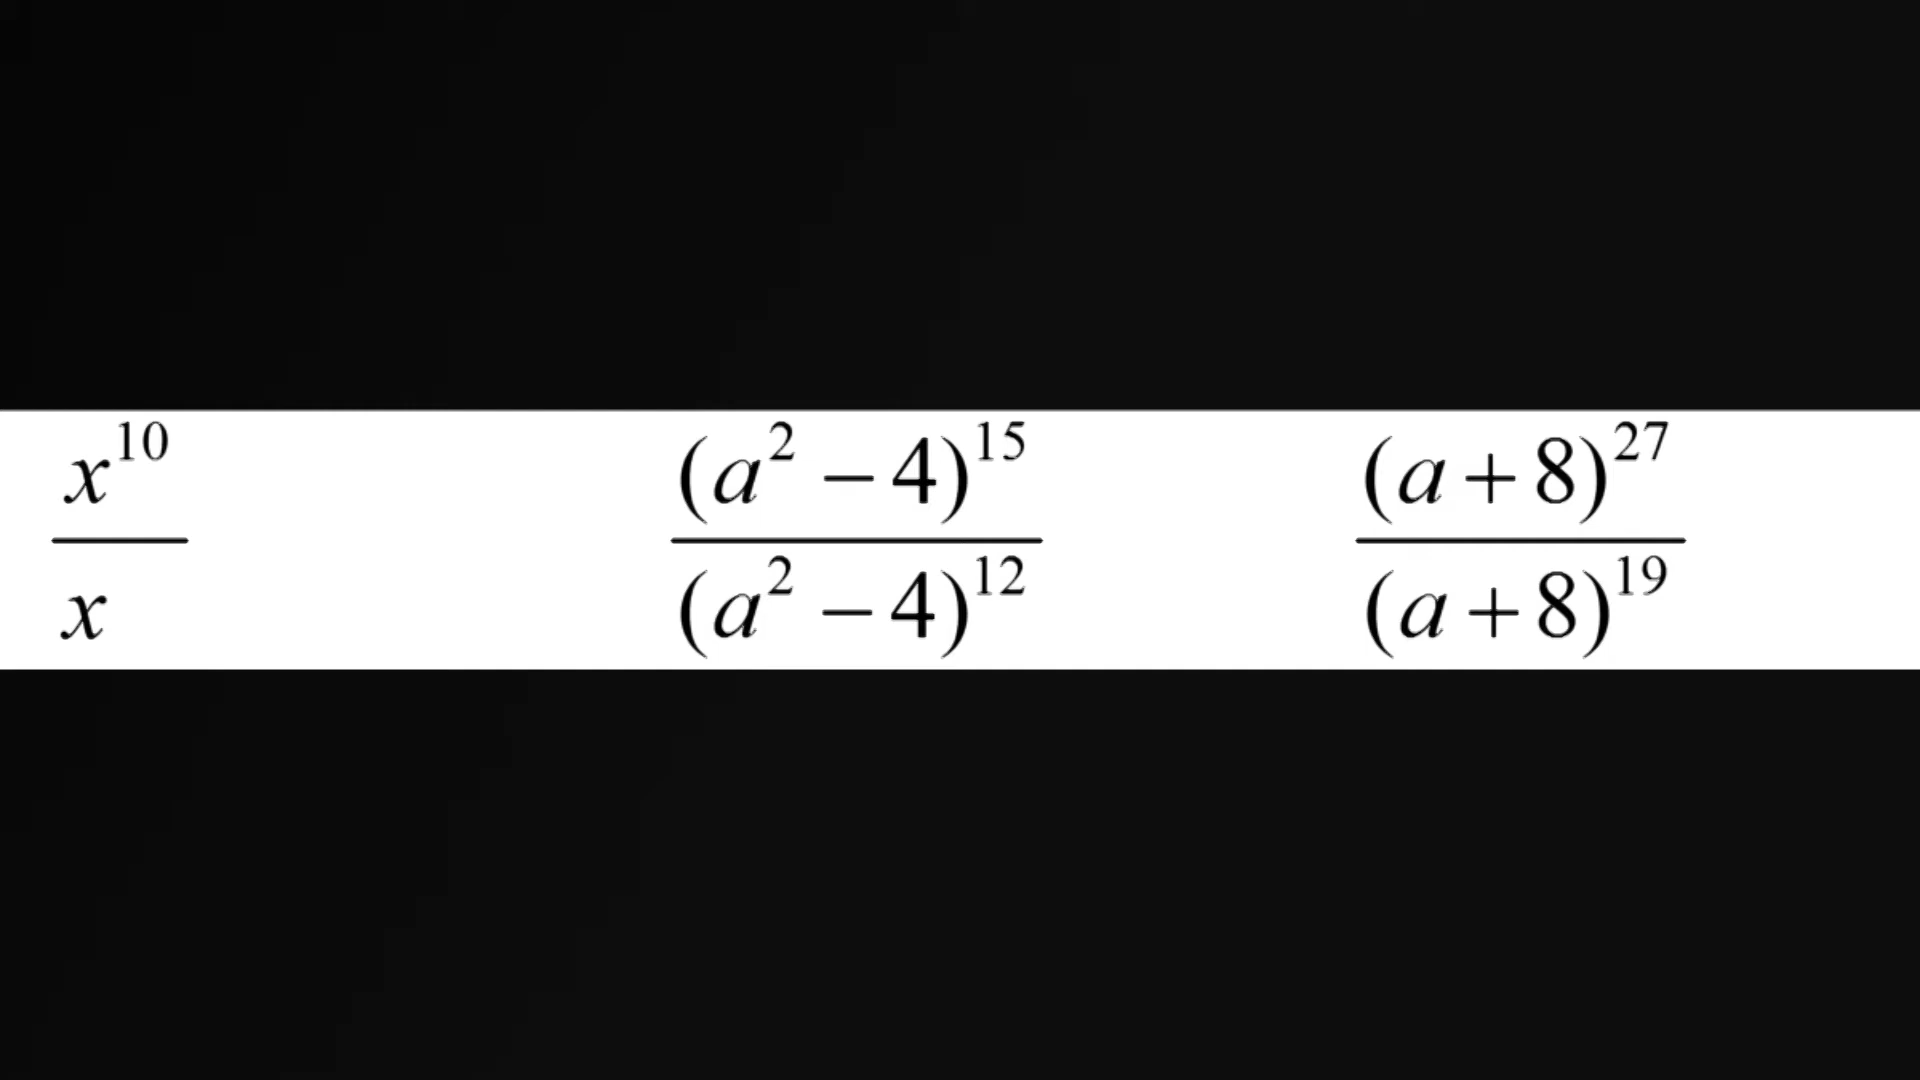 x^10 / x
(a^2 − 4)^15 / (a^2 − 4)^12
(a + 8)^27 / (a + 8)^19